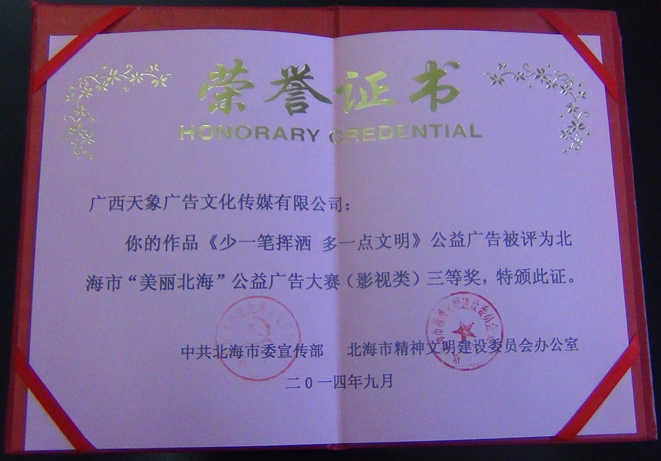 荣誉证书
HONORARY CREDENTIAL
广西天象广告文化传媒有限公司：
你的作品《少一笔挥洒 多一点文明》公益广告被评为北
海市“美丽北海”公益广告大赛（影视类）三等奖，特颁此证。
中共北海市委宣传部 北海市精神文明建设委员会办公室
二0一四年九月